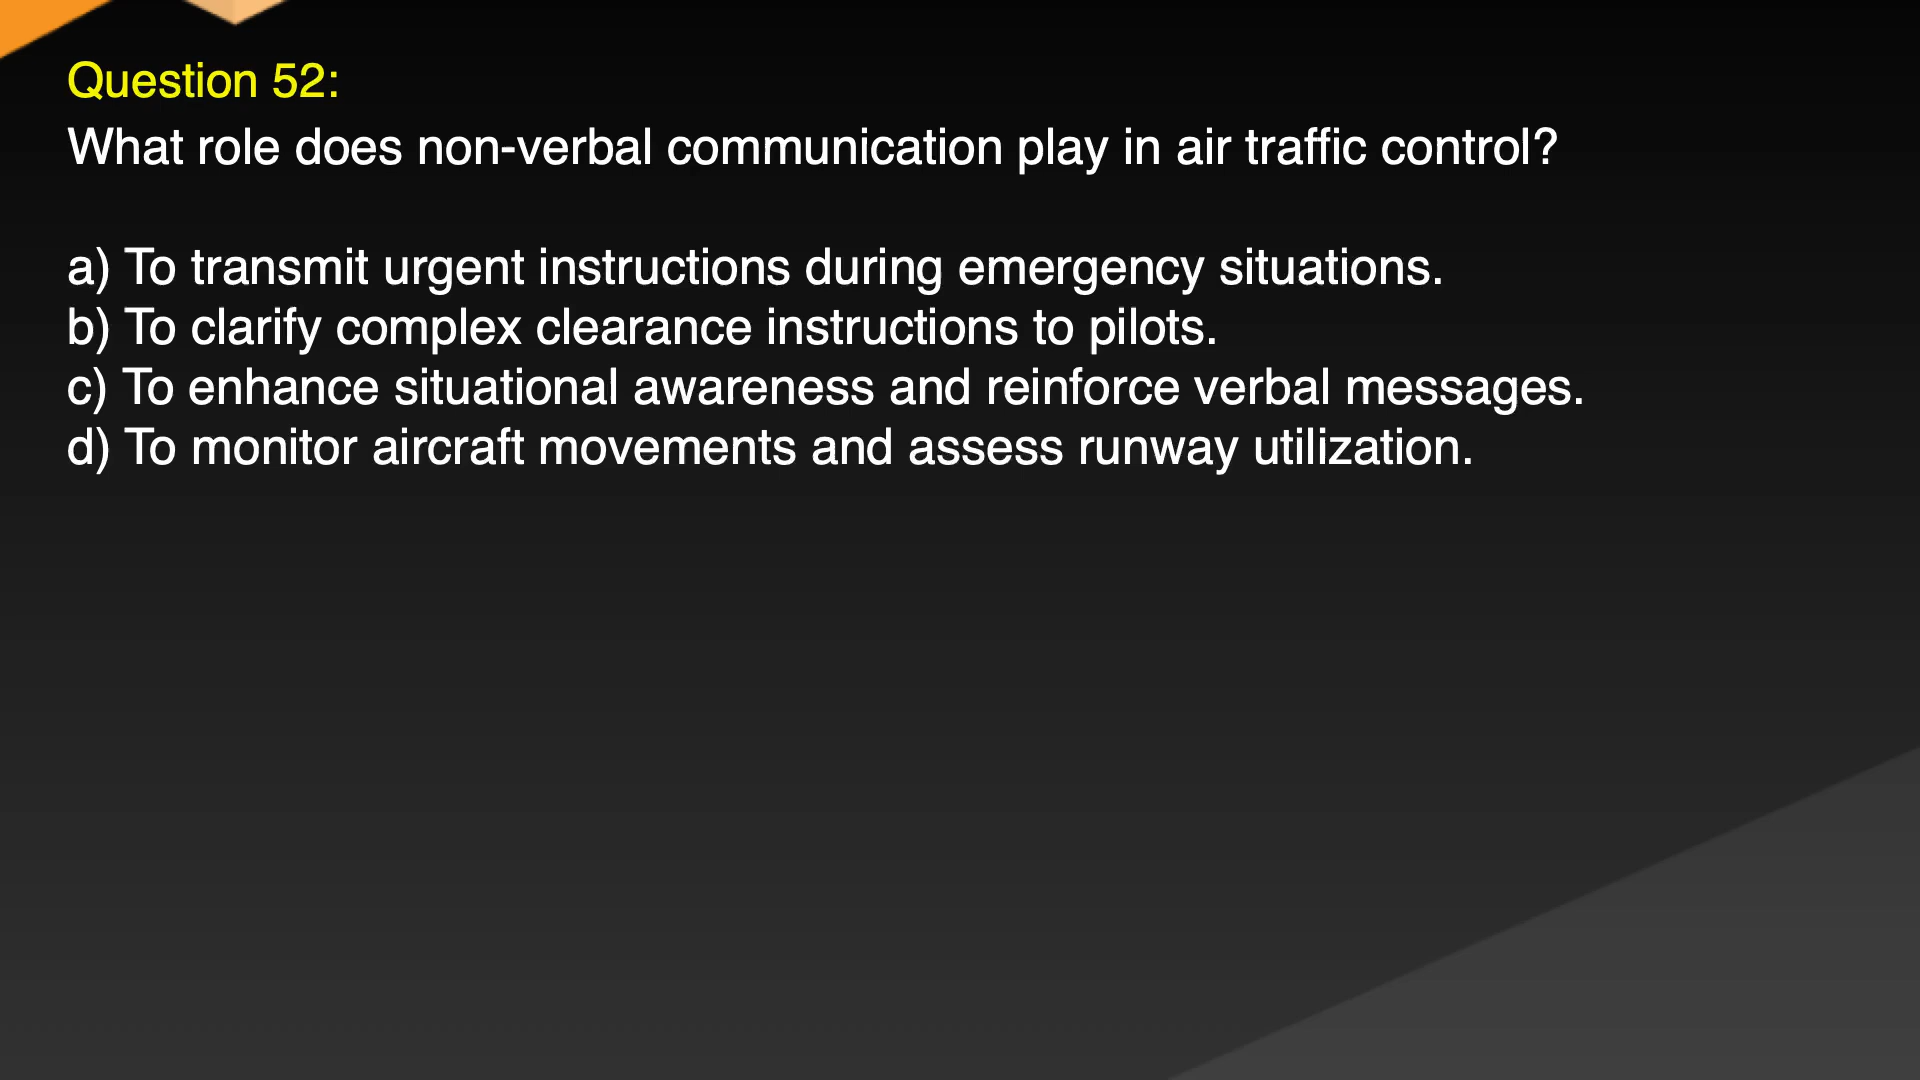 Question 52:
What role does non-verbal communication play in air traffic control?
a) To transmit urgent instructions during emergency situations.
b) To clarify complex clearance instructions to pilots.
c) To enhance situational awareness and reinforce verbal messages.
d) To monitor aircraft movements and assess runway utilization.